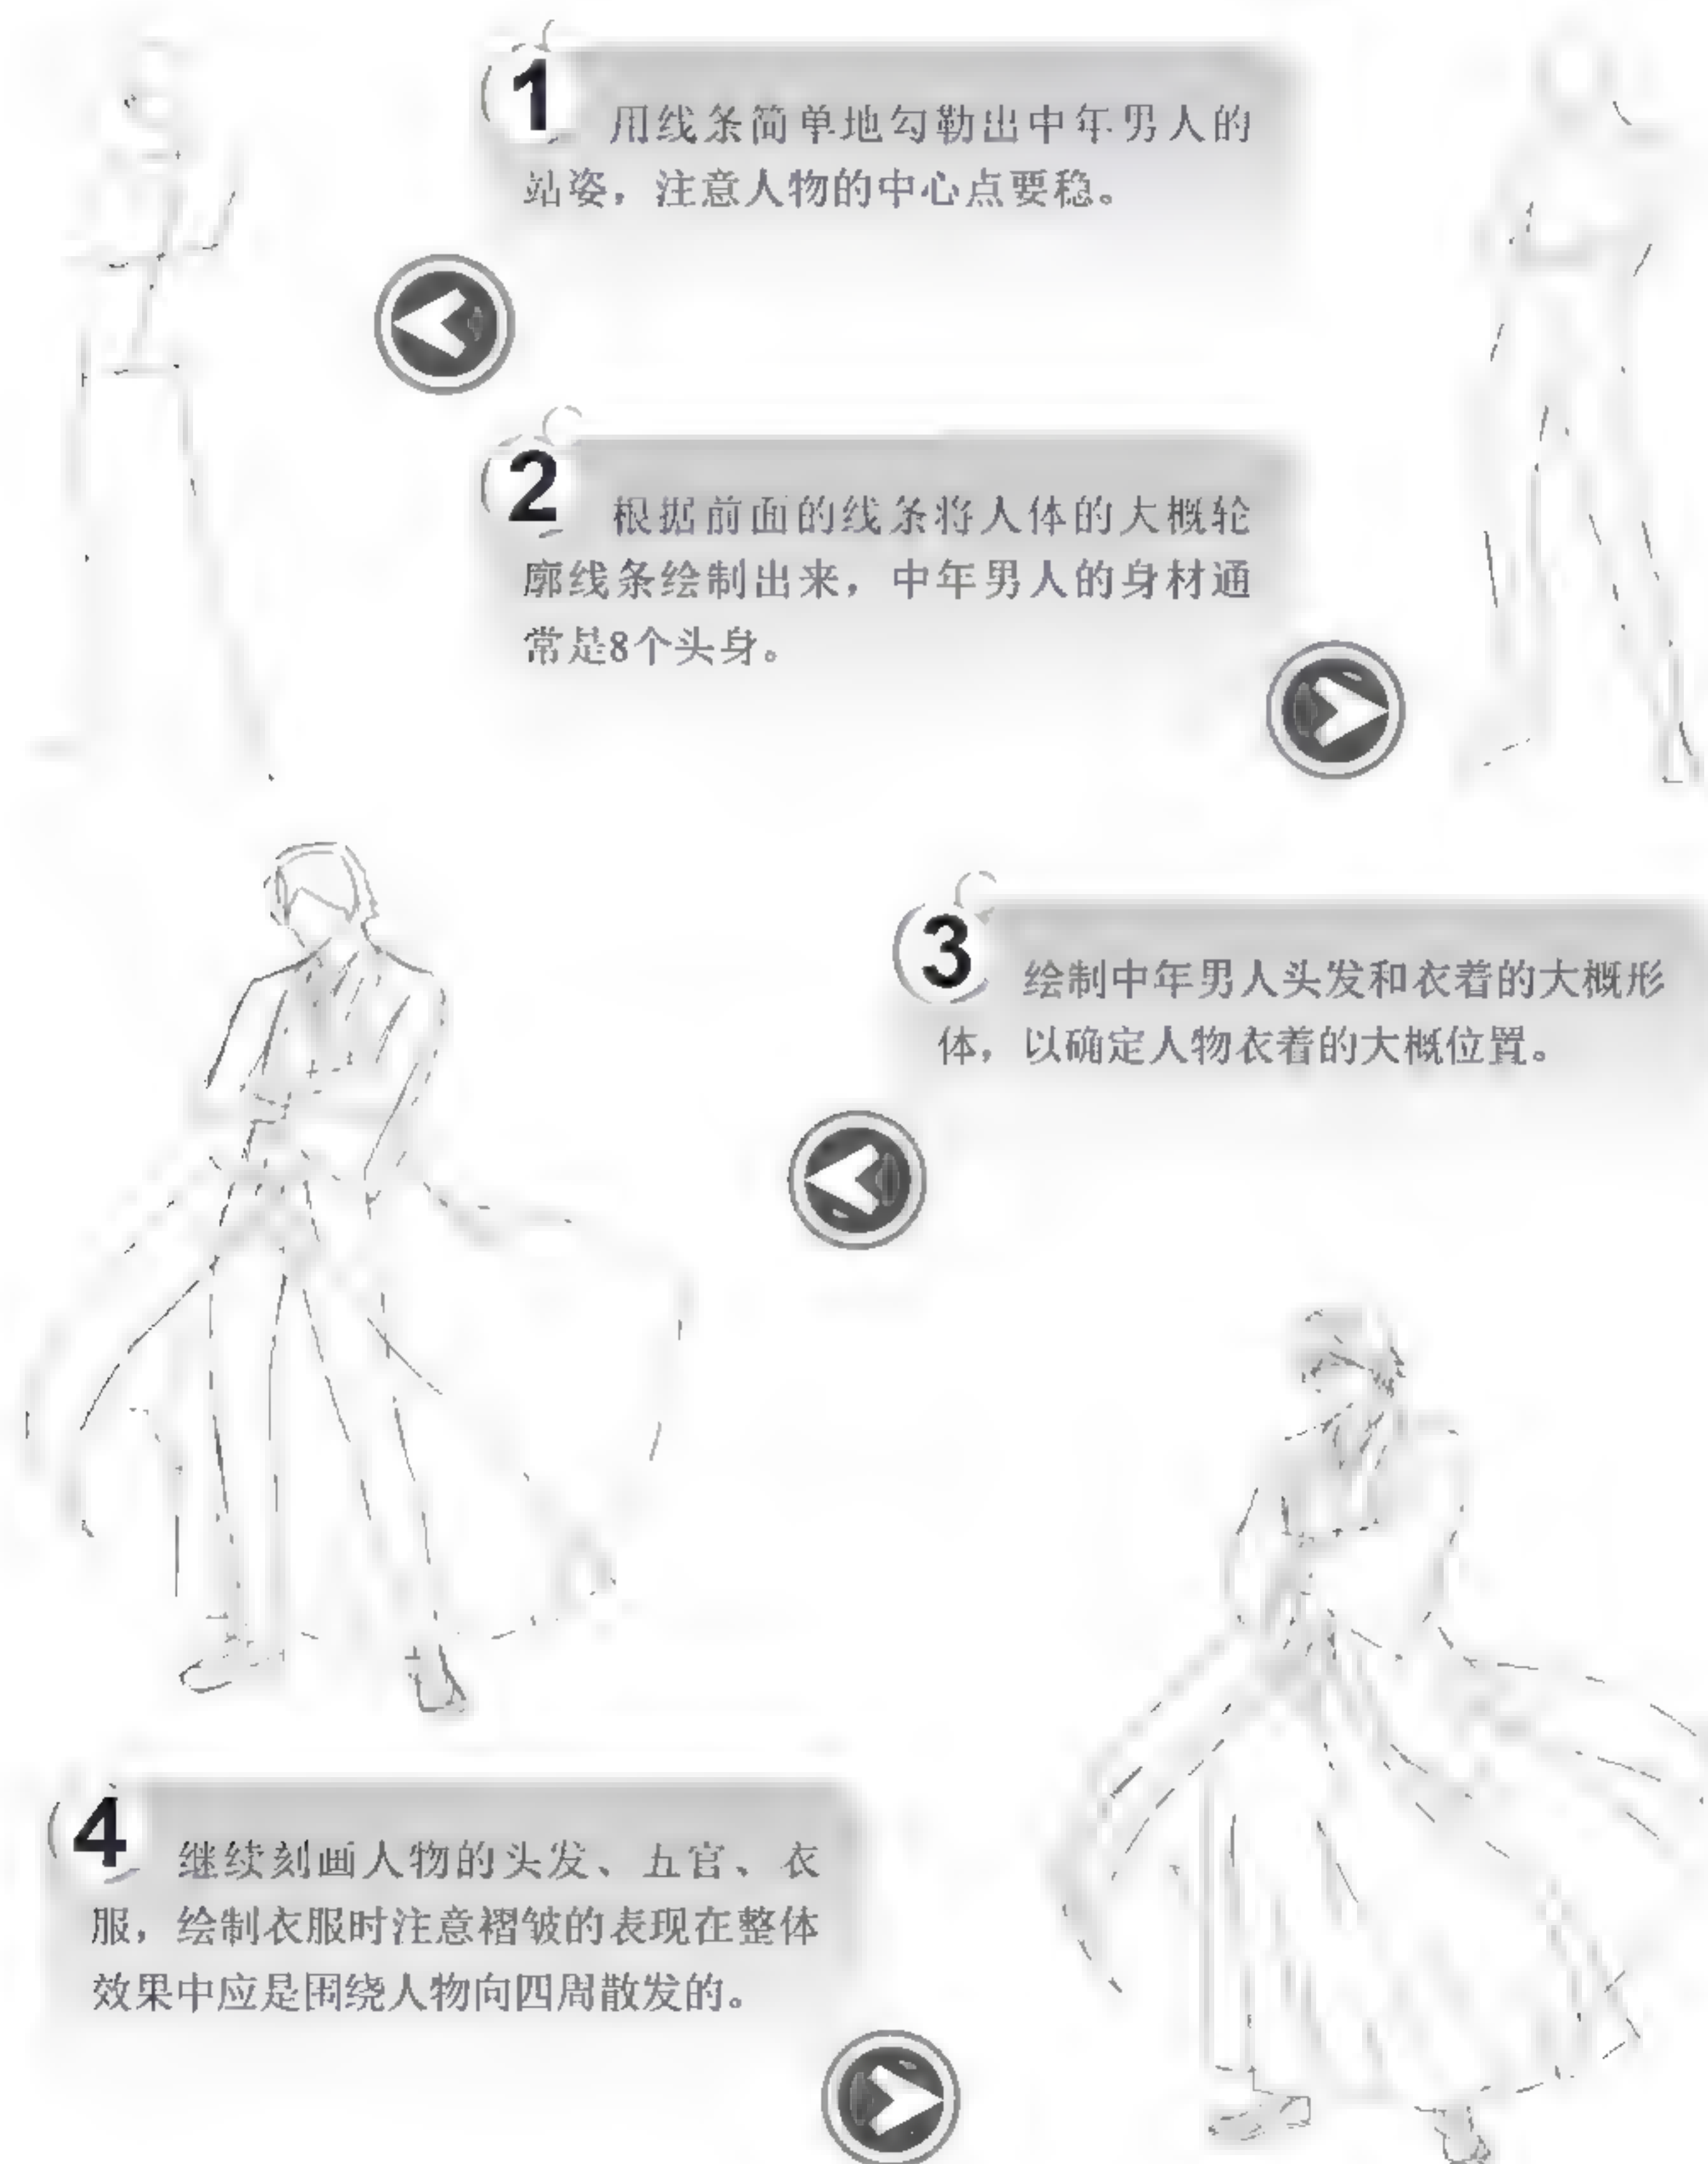 1
用线条简单地勾勒出中年男人的
站姿，注意人物的中心点要稳。
2
根据前面的线条将人体的大概轮
廓线条绘制出来，中年男人的身材通
常是8个头身。
3
绘制中年男人头发和衣着的大概形
体，以确定人物衣着的大概位置。
4
继续刻画人物的头发、五官、衣
服，绘制衣服时注意褶皱的表现在整体
效果中应是围绕人物向四周散发的。